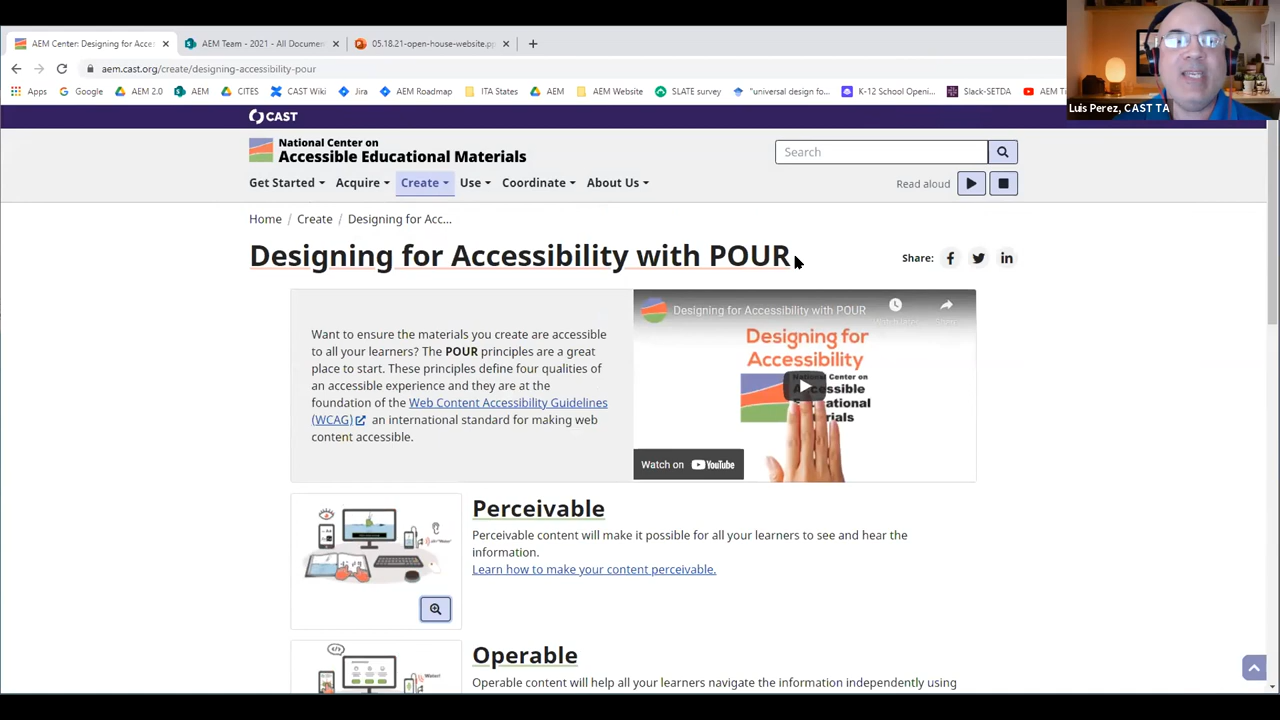 AEM Center: Designing for Acce:
AEM Team - 2021 - All Documen
05.18.21-open-house-website.pp
aem.cast.org/create/designing-accessibility-pour
Apps
Google
AEM 2.0
AEM
CITES
CAST Wiki
Jira
AEM Roadmap
ITA States
AEM
AEM Website
SLATE survey
"universal design fo...
K-12 School Openi...
Slack-SETDA
AEM Ti
Luis Perez, CAST TA
CAST
National Center on
Accessible Educational Materials
Search
Get Started
Acquire
Create
Use
Coordinate
About Us
Read aloud
Home / Create / Designing for Acc...
Designing for Accessibility with POUR
Share:
Want to ensure the materials you create are accessible
to all your learners? The POUR principles are a great
place to start. These principles define four qualities of
an accessible experience and they are at the
foundation of the Web Content Accessibility Guidelines
(WCAG) an international standard for making web
content accessible.
Designing for Accessibility with POUR
Designing for
Accessibility
National Center on
Watch on YouTube
Perceivable
Perceivable content will make it possible for all your learners to see and hear the
information.
Learn how to make your content perceivable.
Operable
Operable content will help all your learners navigate the information independently using